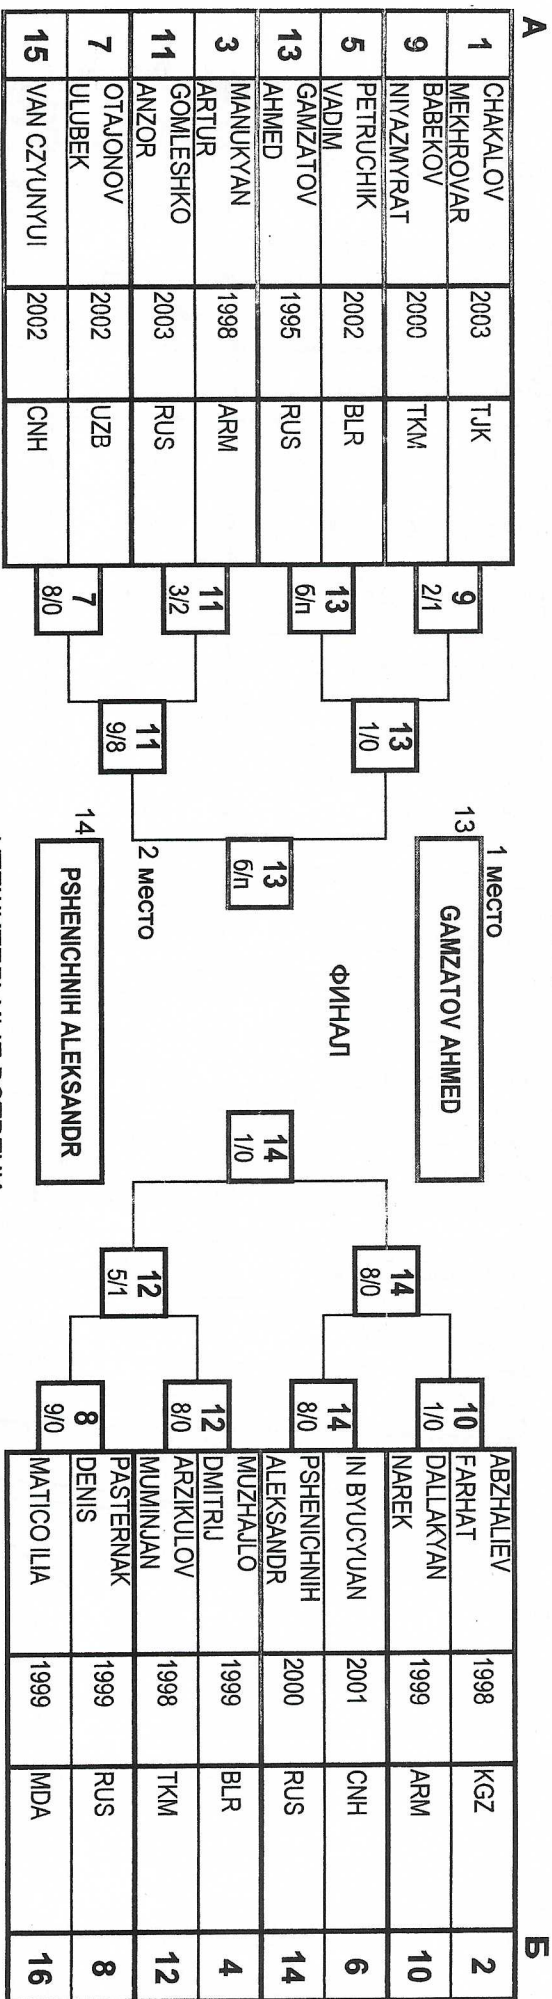 А
1 CHAKALOV MEKHROVAR 2003 TJK
9 BABEKOV NIYAZMYRAT 2000 TKM
5 PETRUCHIK VADIM 2002 BLR
13 GAMZATOV AHMED 1995 RUS
3 MANUKYAN ARTUR 1998 ARM
11 GOMLESHKO ANZOR 2003 RUS
7 OTAJONOV ULUBEK 2002 UZB
15 VAN CZYUNYUI 2002 CNH
9
2/1
13
б/п
11
3/2
7
8/0
13
1/0
11
9/8
13
б/п
1 место
13 GAMZATOV AHMED
ФИНАЛ
2 место
14 PSHENICHNIH ALEKSANDR
14
1/0
14
8/0
12
5/1
10
1/0
14
8/0
12
8/0
8
9/0
Б
ABZHALIEV FARHAT 1998 KGZ 2
DALLAKYAN NAREK 1999 ARM 10
IN BYUCYUAN 2001 CNH 6
PSHENICHNIH ALEKSANDR 2000 RUS 14
MUZHAJLO DMITRIJ 1999 BLR 4
ARZIKULOV MUMINJAN 1998 TKM 12
PASTERNAK DENIS 1999 RUS 8
MATICO ILIA 1999 MDA 16